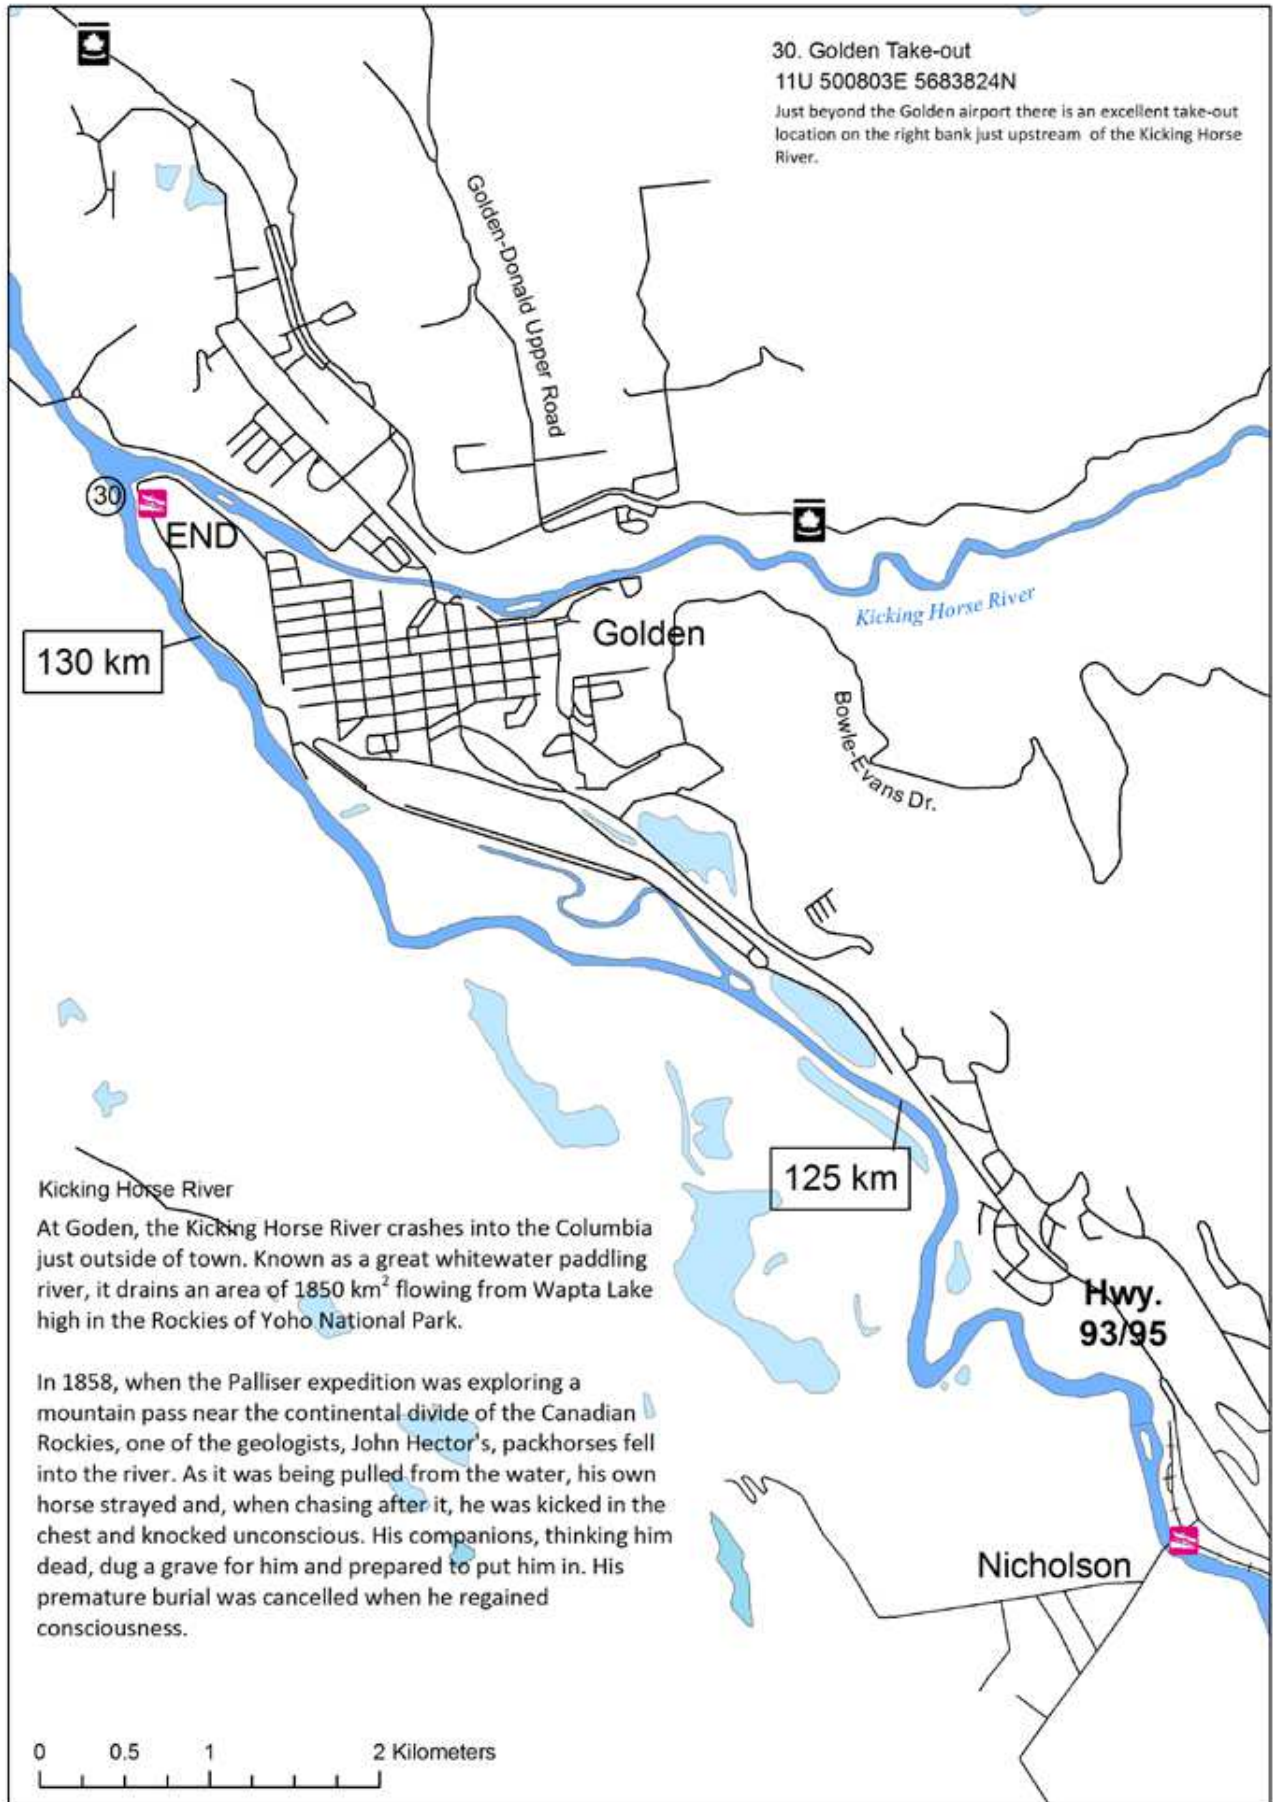 30. Golden Take-out
11U 500803E 5683824N
Just beyond the Golden airport there is an excellent take-out
location on the right bank just upstream of the Kicking Horse
River.
Golden-Donald Upper Road
30
END
Kicking Horse River
130 km
Golden
Bowle-Evans Dr.
125 km
Kicking Horse River
At Goden, the Kicking Horse River crashes into the Columbia
just outside of town. Known as a great whitewater paddling
river, it drains an area of 1850 km² flowing from Wapta Lake
high in the Rockies of Yoho National Park.
Hwy.
93/95
In 1858, when the Palliser expedition was exploring a
mountain pass near the continental divide of the Canadian
Rockies, one of the geologists, John Hector's, packhorses fell
into the river. As it was being pulled from the water, his own
horse strayed and, when chasing after it, he was kicked in the
chest and knocked unconscious. His companions, thinking him
dead, dug a grave for him and prepared to put him in. His
premature burial was cancelled when he regained
consciousness.
Nicholson
0 0.5 1 2 Kilometers